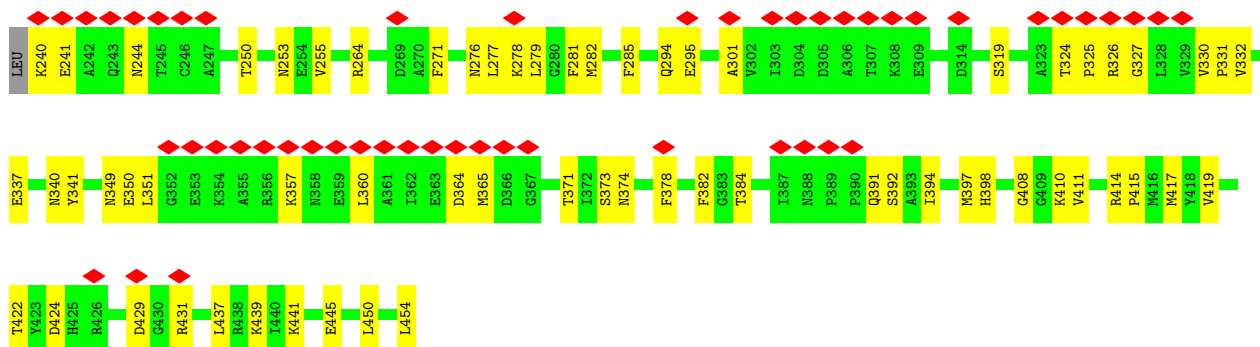 LEU K240 E241 A242 Q243 N244 T245 C246 A247 T250 N253 E254 V255 R264 D269 A270 F271 N276 L277 K278 L279 G280 F281 M282 F285 Q294 E295 A301 V302 I303 D304 D305 A306 T307 K308 E309 D314 S319 A323 T324 P325 R326 G327 L328 V329 V330 P331 V332
E337 N340 Y341 N349 E350 L351 G352 E353 K354 A355 R356 K357 N358 E359 L360 A361 I362 E363 D364 M365 D366 G367 T371 I372 S373 N374 F378 F382 G383 T384 I387 N388 P389 P390 Q391 S392 A393 I394 M397 H398 G408 G409 K410 V411 R414 P415 M416 M417 Y418 V419
T422 Y423 D424 H425 R426 D429 G430 R431 L437 R438 K439 I440 K441 E445 L450 L454